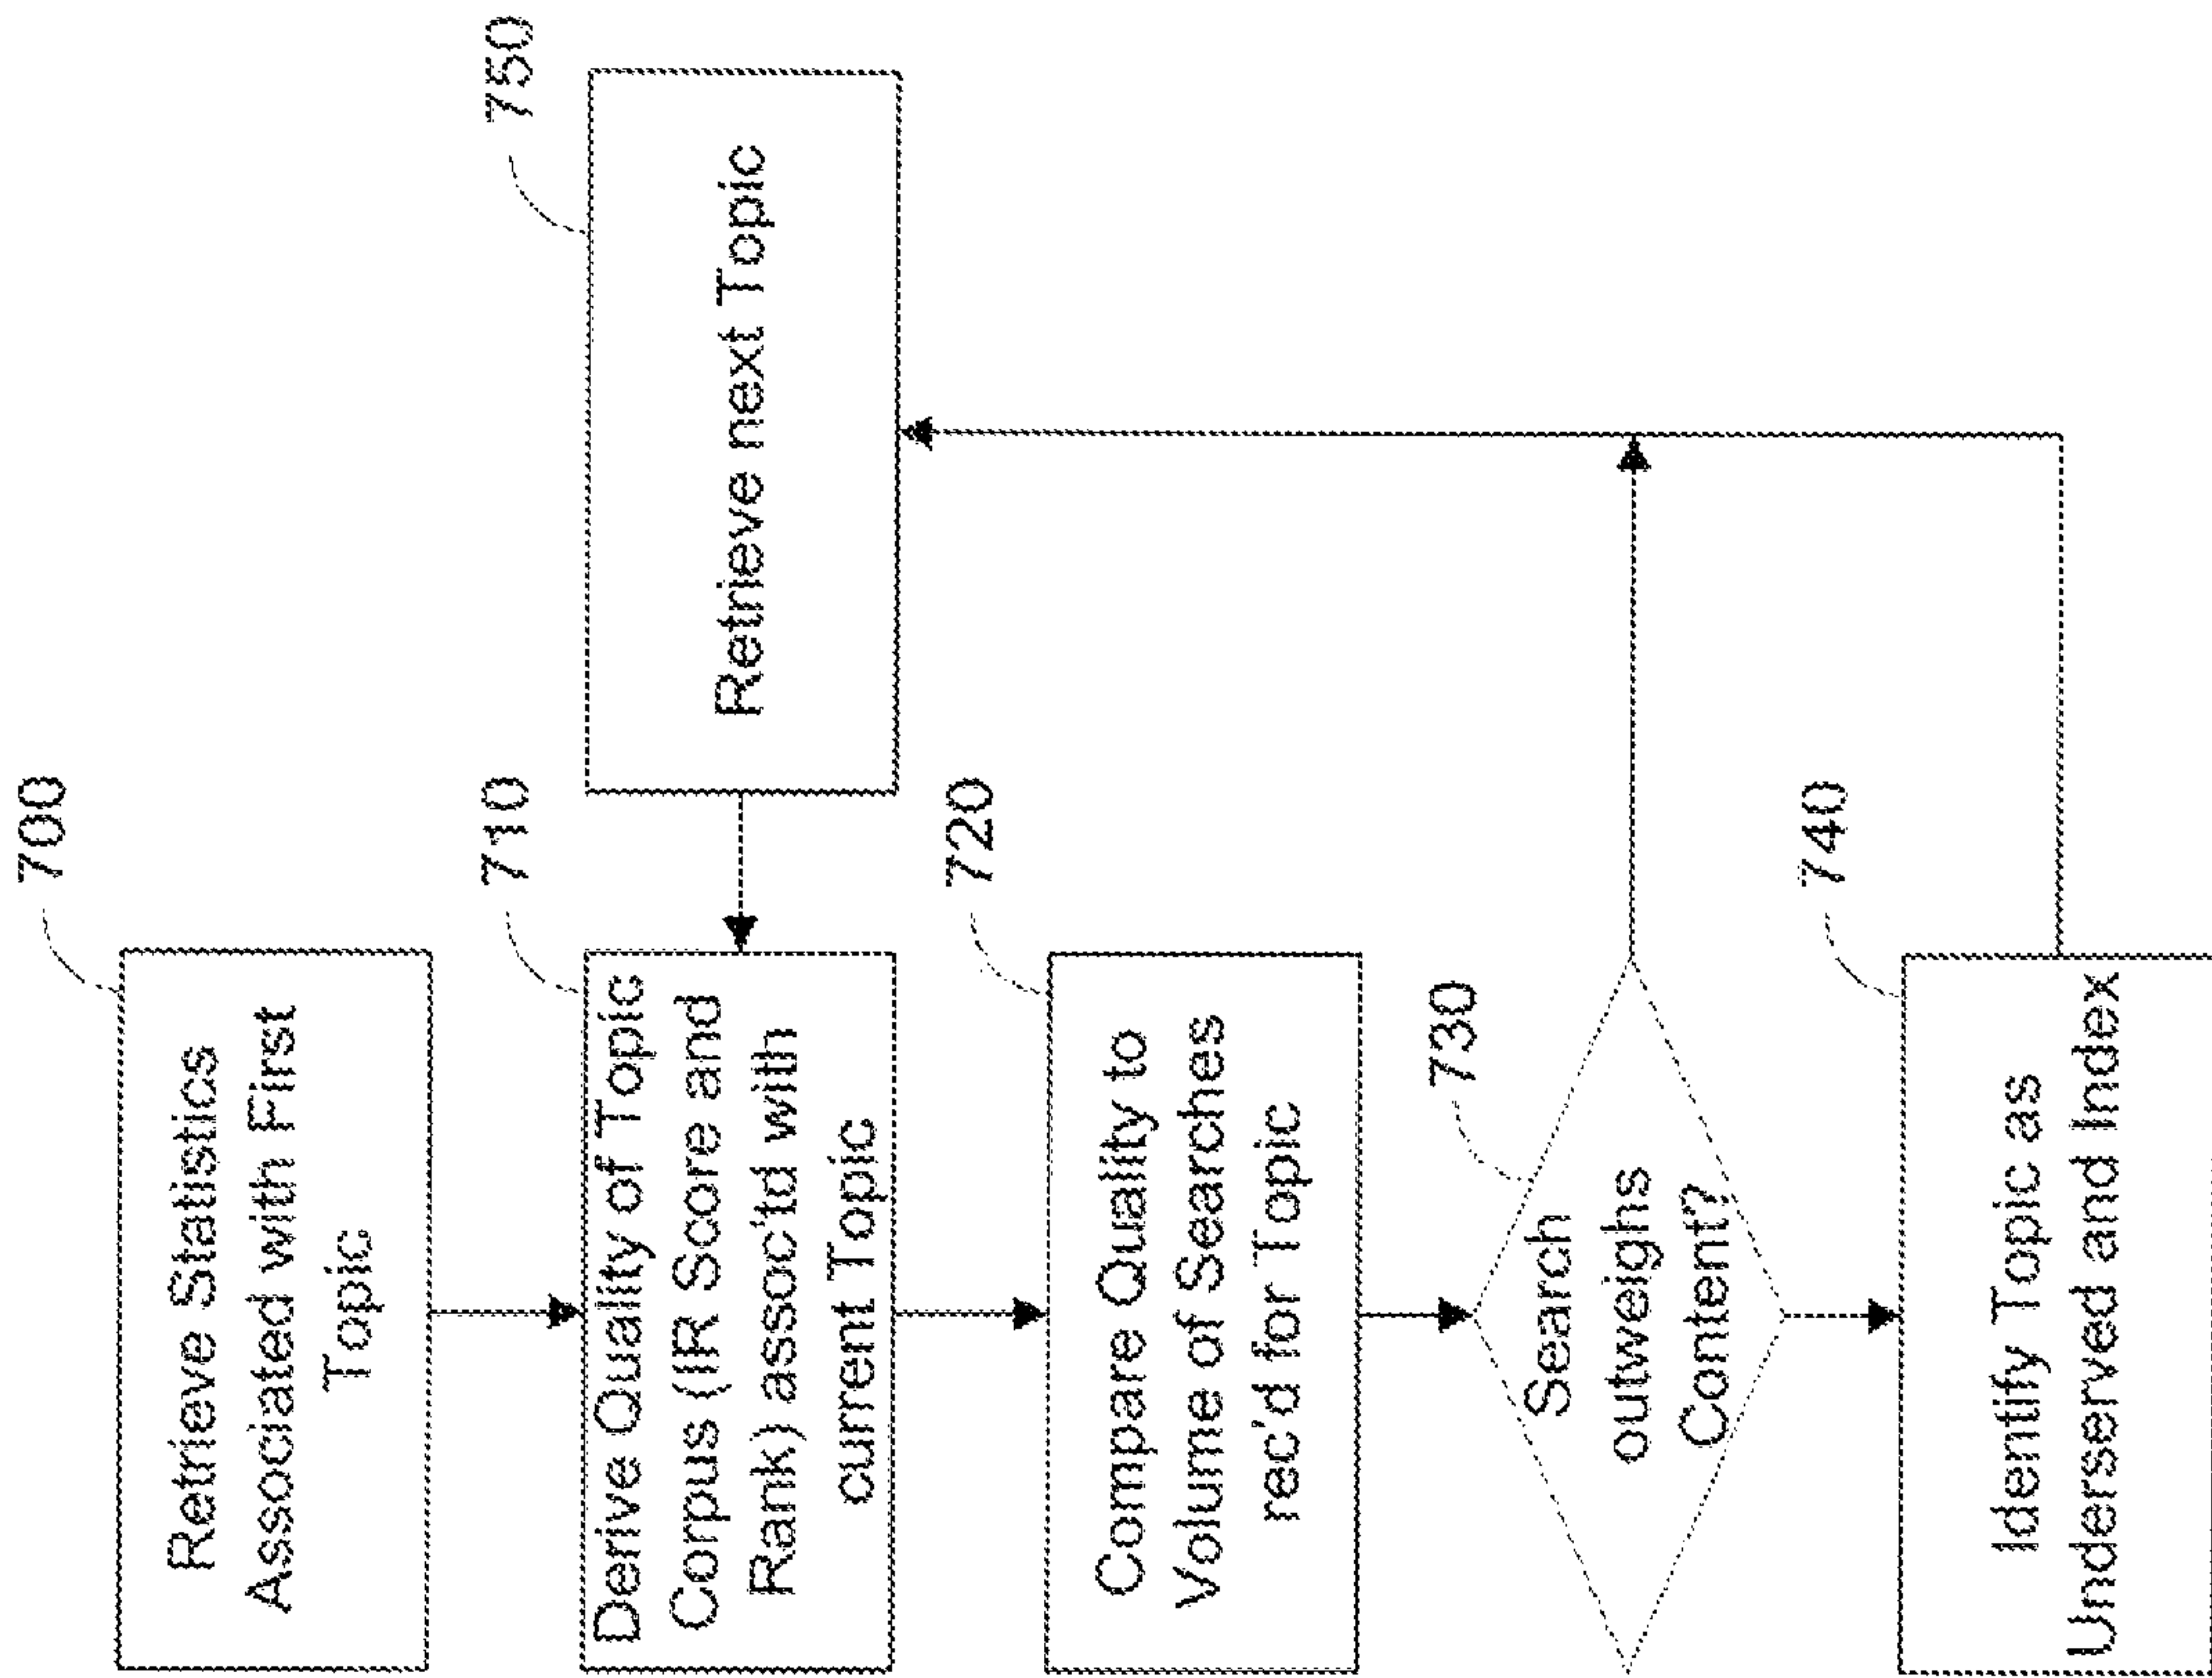 700
Retrieve Statistics
Associated with First
Topic
710
Derive Quality of Topic
Corpus (IR Score and
Rank) assoc'td with
current Topic
750
Retrieve next Topic
720
Compare Quality to
Volume of Searches
rec'd for Topic
730
Search
outweighs
Content?
740
Identify Topic as
Underserved and Index